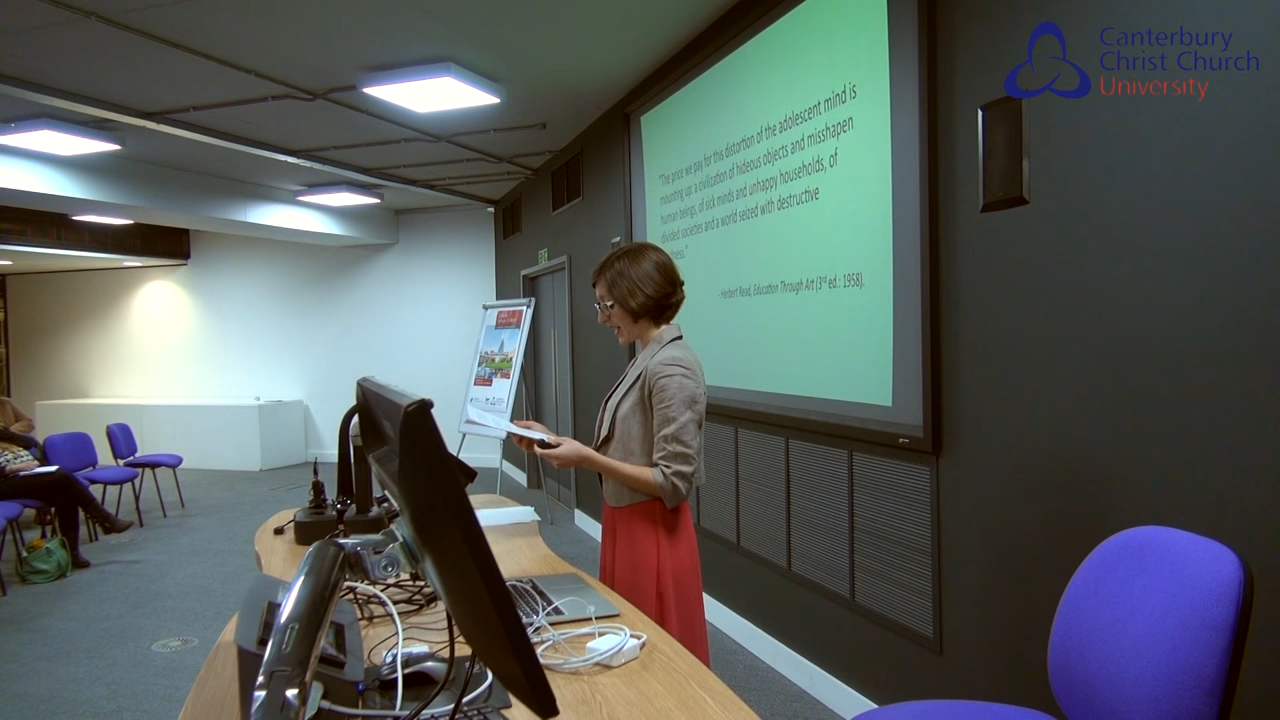 Canterbury
Christ Church
University
"The price we pay for this distortion of the adolescent mind is
mounting up: a civilization of hideous objects and misshapen
human beings, of sick minds and unhappy households, of
divided societies and a world seized with destructive
- Herbert Read, Education Through Art (3rd ed.: 1958).